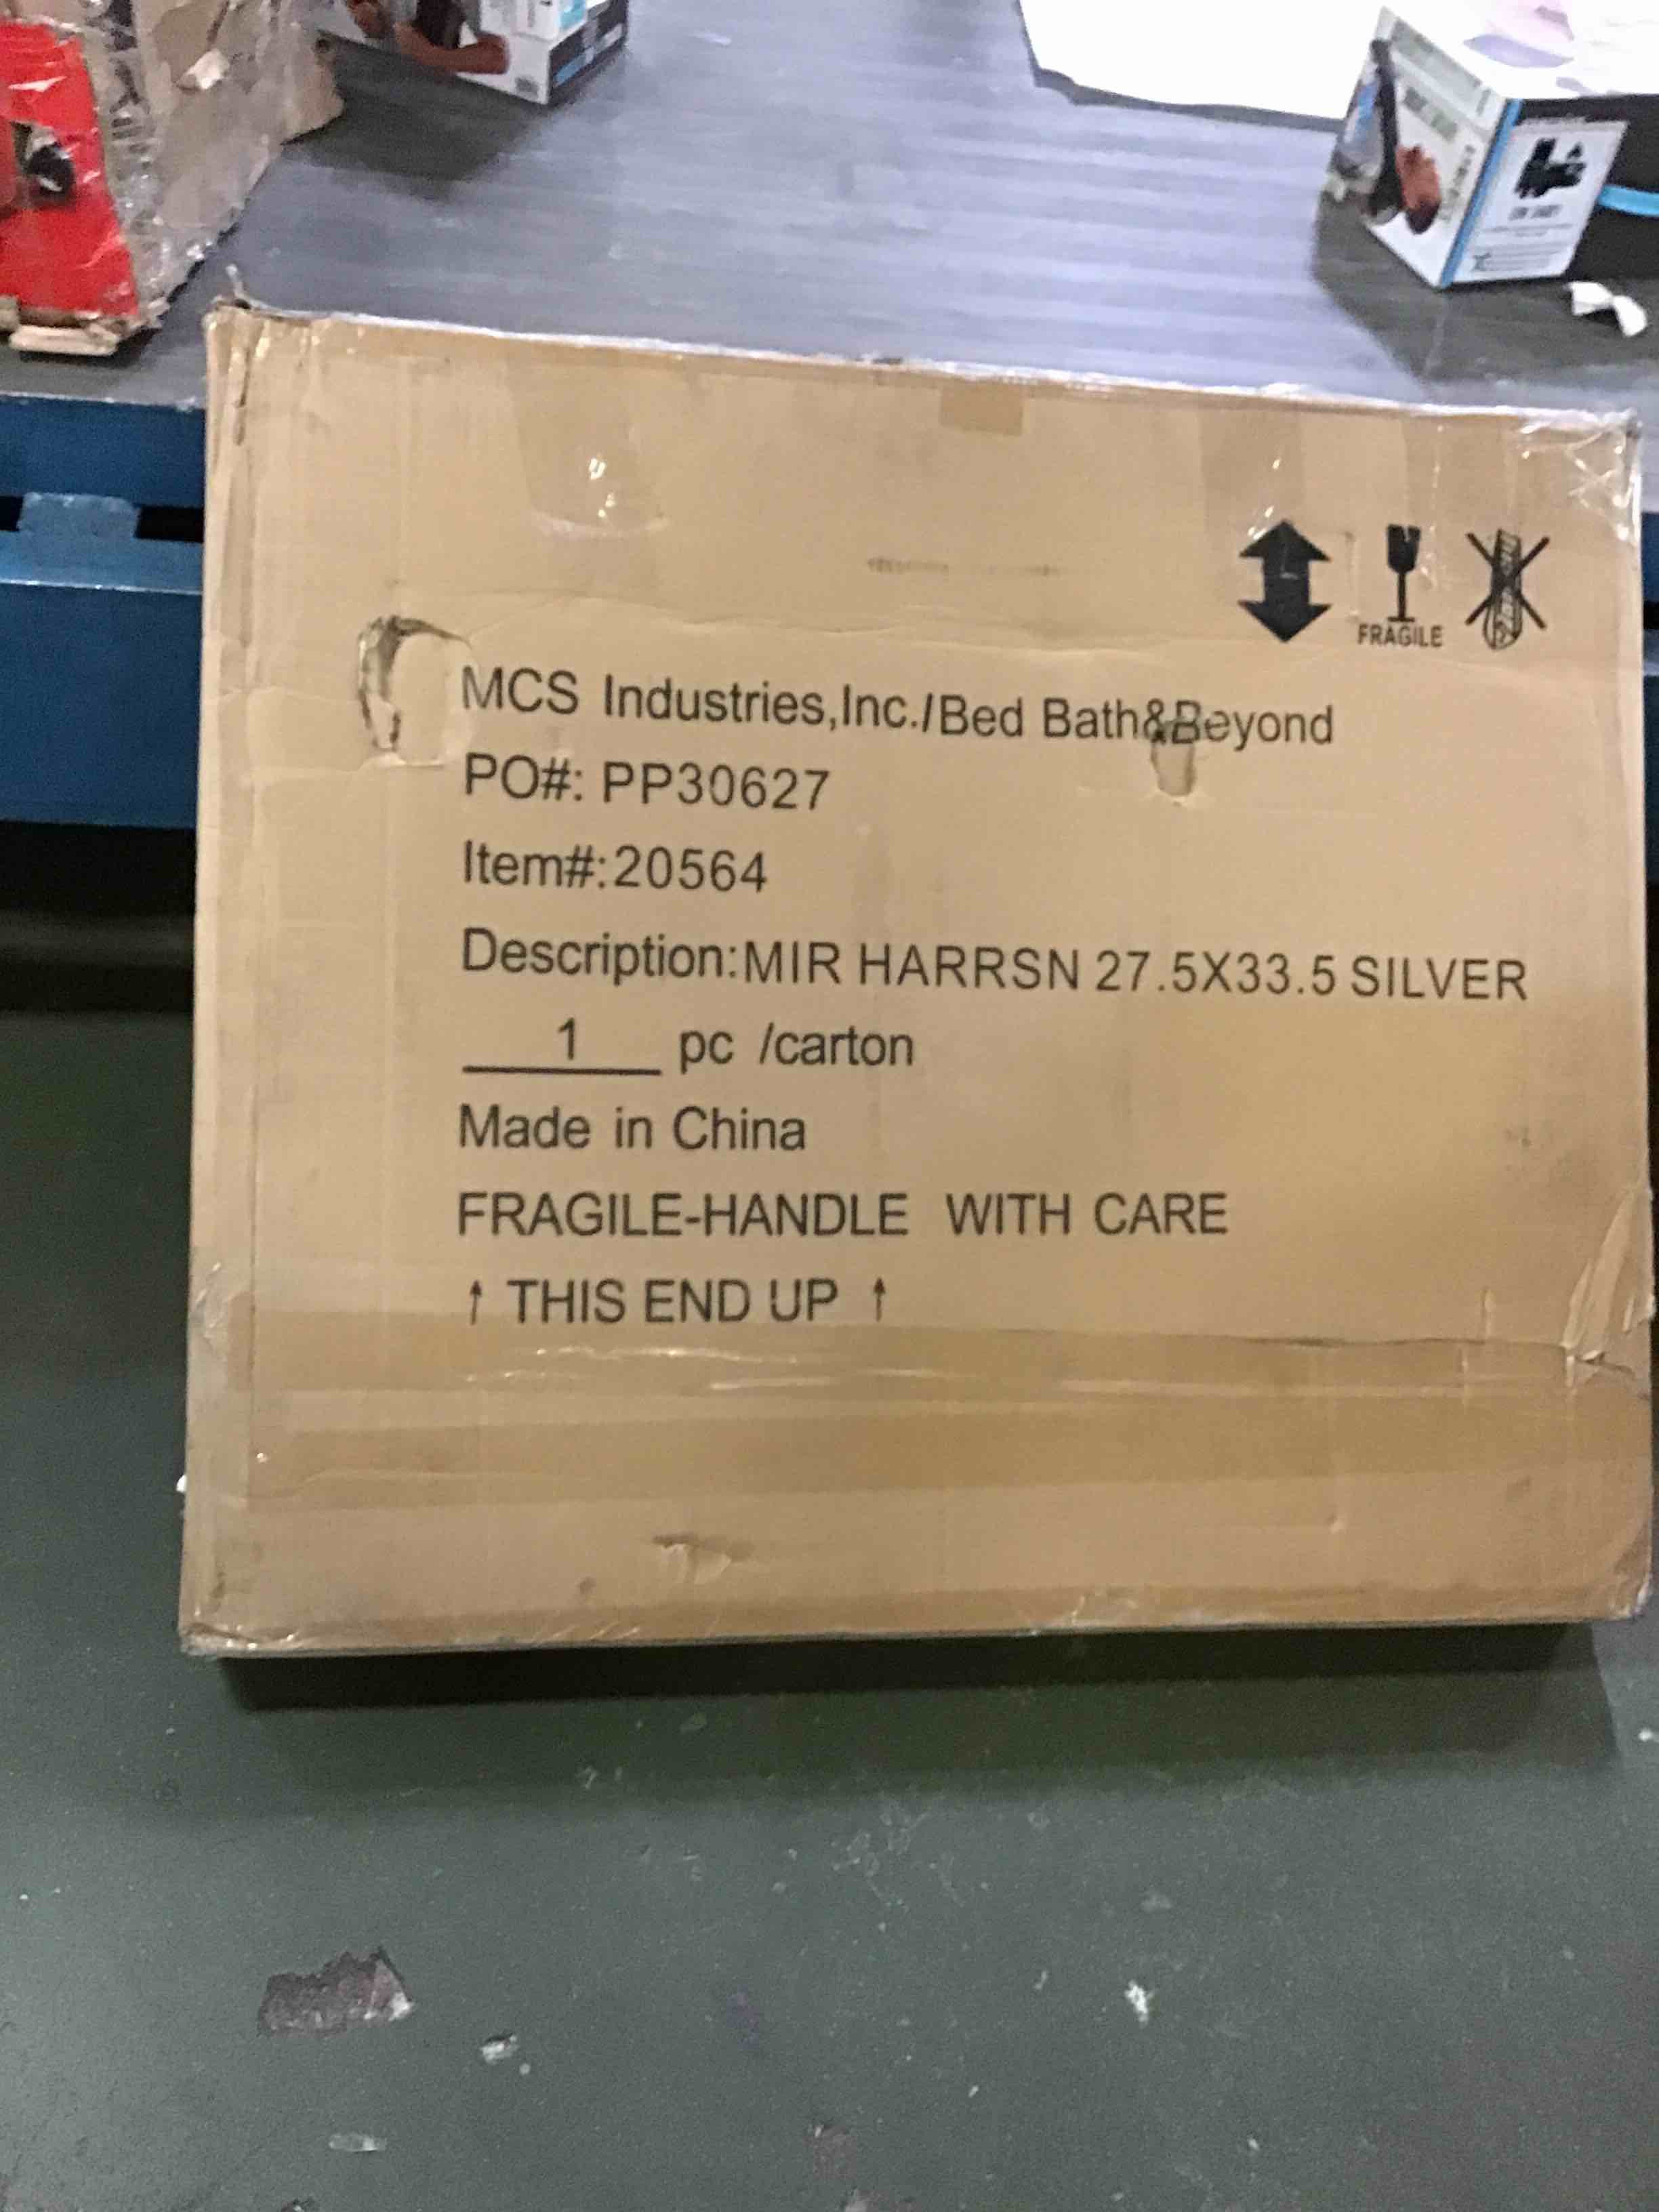 FRAGILE
MCS Industries,Inc./Bed Bath&Beyond
PO#: PP30627
Item#:20564
Description:MIR HARRSN 27.5X33.5 SILVER
1 pc /carton
Made in China
FRAGILE-HANDLE WITH CARE
↑ THIS END UP ↑